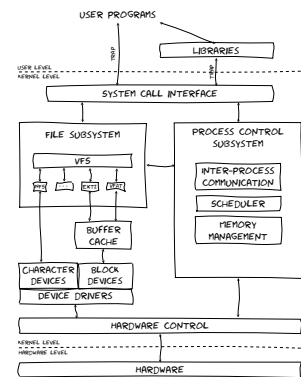 USER PROGRAMS
TRAP
LIBRARIES
USER LEVEL
KERNEL LEVEL
TRAP
SYSTEM CALL INTERFACE
FILE SUBSYSTEM
VFS
...
EXT2
VFAT
BUFFER
CACHE
CHARACTER
DEVICES
BLOCK
DEVICES
DEVICE DRIVERS
PROCESS CONTROL
SUBSYSTEM
INTER-PROCESS
COMMUNICATION
SCHEDULER
MEMORY
MANAGEMENT
HARDWARE CONTROL
KERNEL LEVEL
HARDWARE LEVEL
HARDWARE